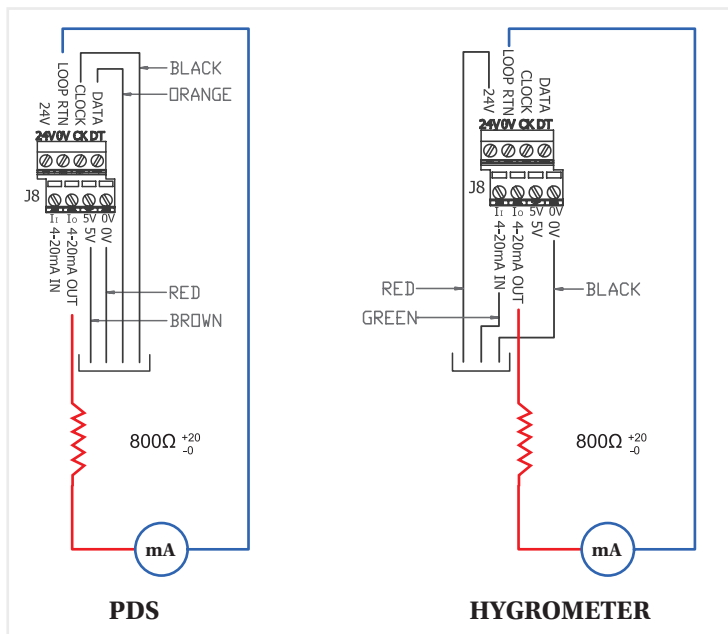 BLACK
ORANGE
DATA
CLOCK
LOOP RTN
24V
24V 0V CK DT
J8
II IO 5V 0V
4-20mA IN
4-20mA OUT
5V
0V
RED
BROWN
800Ω +20 -0
mA
PDS
DATA
CLOCK
LOOP RTN
24V
24V 0V CK DT
J8
II IO 5V 0V
4-20mA IN
4-20mA OUT
5V
0V
RED
GREEN
BLACK
800Ω +20 -0
mA
HYGROMETER